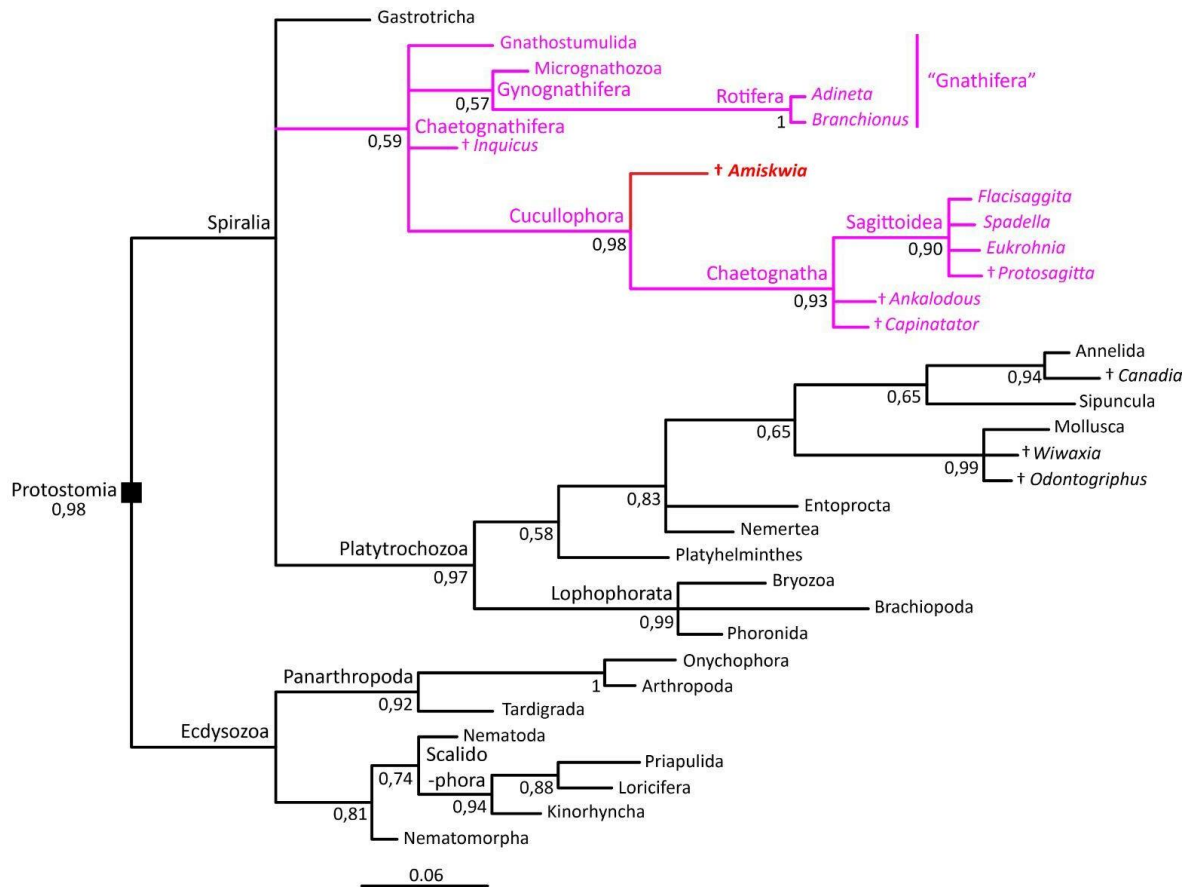 Gastrotricha
Gnathostumulida
Micrognathozoa
"Gnathifera"
Gynognathifera
Rotifera
Adineta
0,57
Branchionus
1
Chaetognathifera
0,59
† Inquicus
† Amiskwia
Cucullophora
0,98
Flacisaggita
Sagittoidea
Spadella
0,90
Eukrohnia
† Protosagitta
Chaetognatha
0,93
† Ankalodous
† Capinatator
Spiralia
Annelida
0,94
† Canadia
0,65
Sipuncula
0,65
Mollusca
† Wiwaxia
0,99
† Odontogriphus
Protostomia
0,98
0,83
Entoprocta
Nemertea
0,58
Platyhelminthes
Platytrochozoa
0,97
Bryozoa
Lophophorata
Brachiopoda
0,99
Phoronida
Onychophora
Panarthropoda
1
Arthropoda
0,92
Tardigrada
Ecdysozoa
Nematoda
Scalido
-phora
0,74
Priapulida
0,88
Loricifera
0,94
Kinorhyncha
0,81
Nematomorpha
0.06